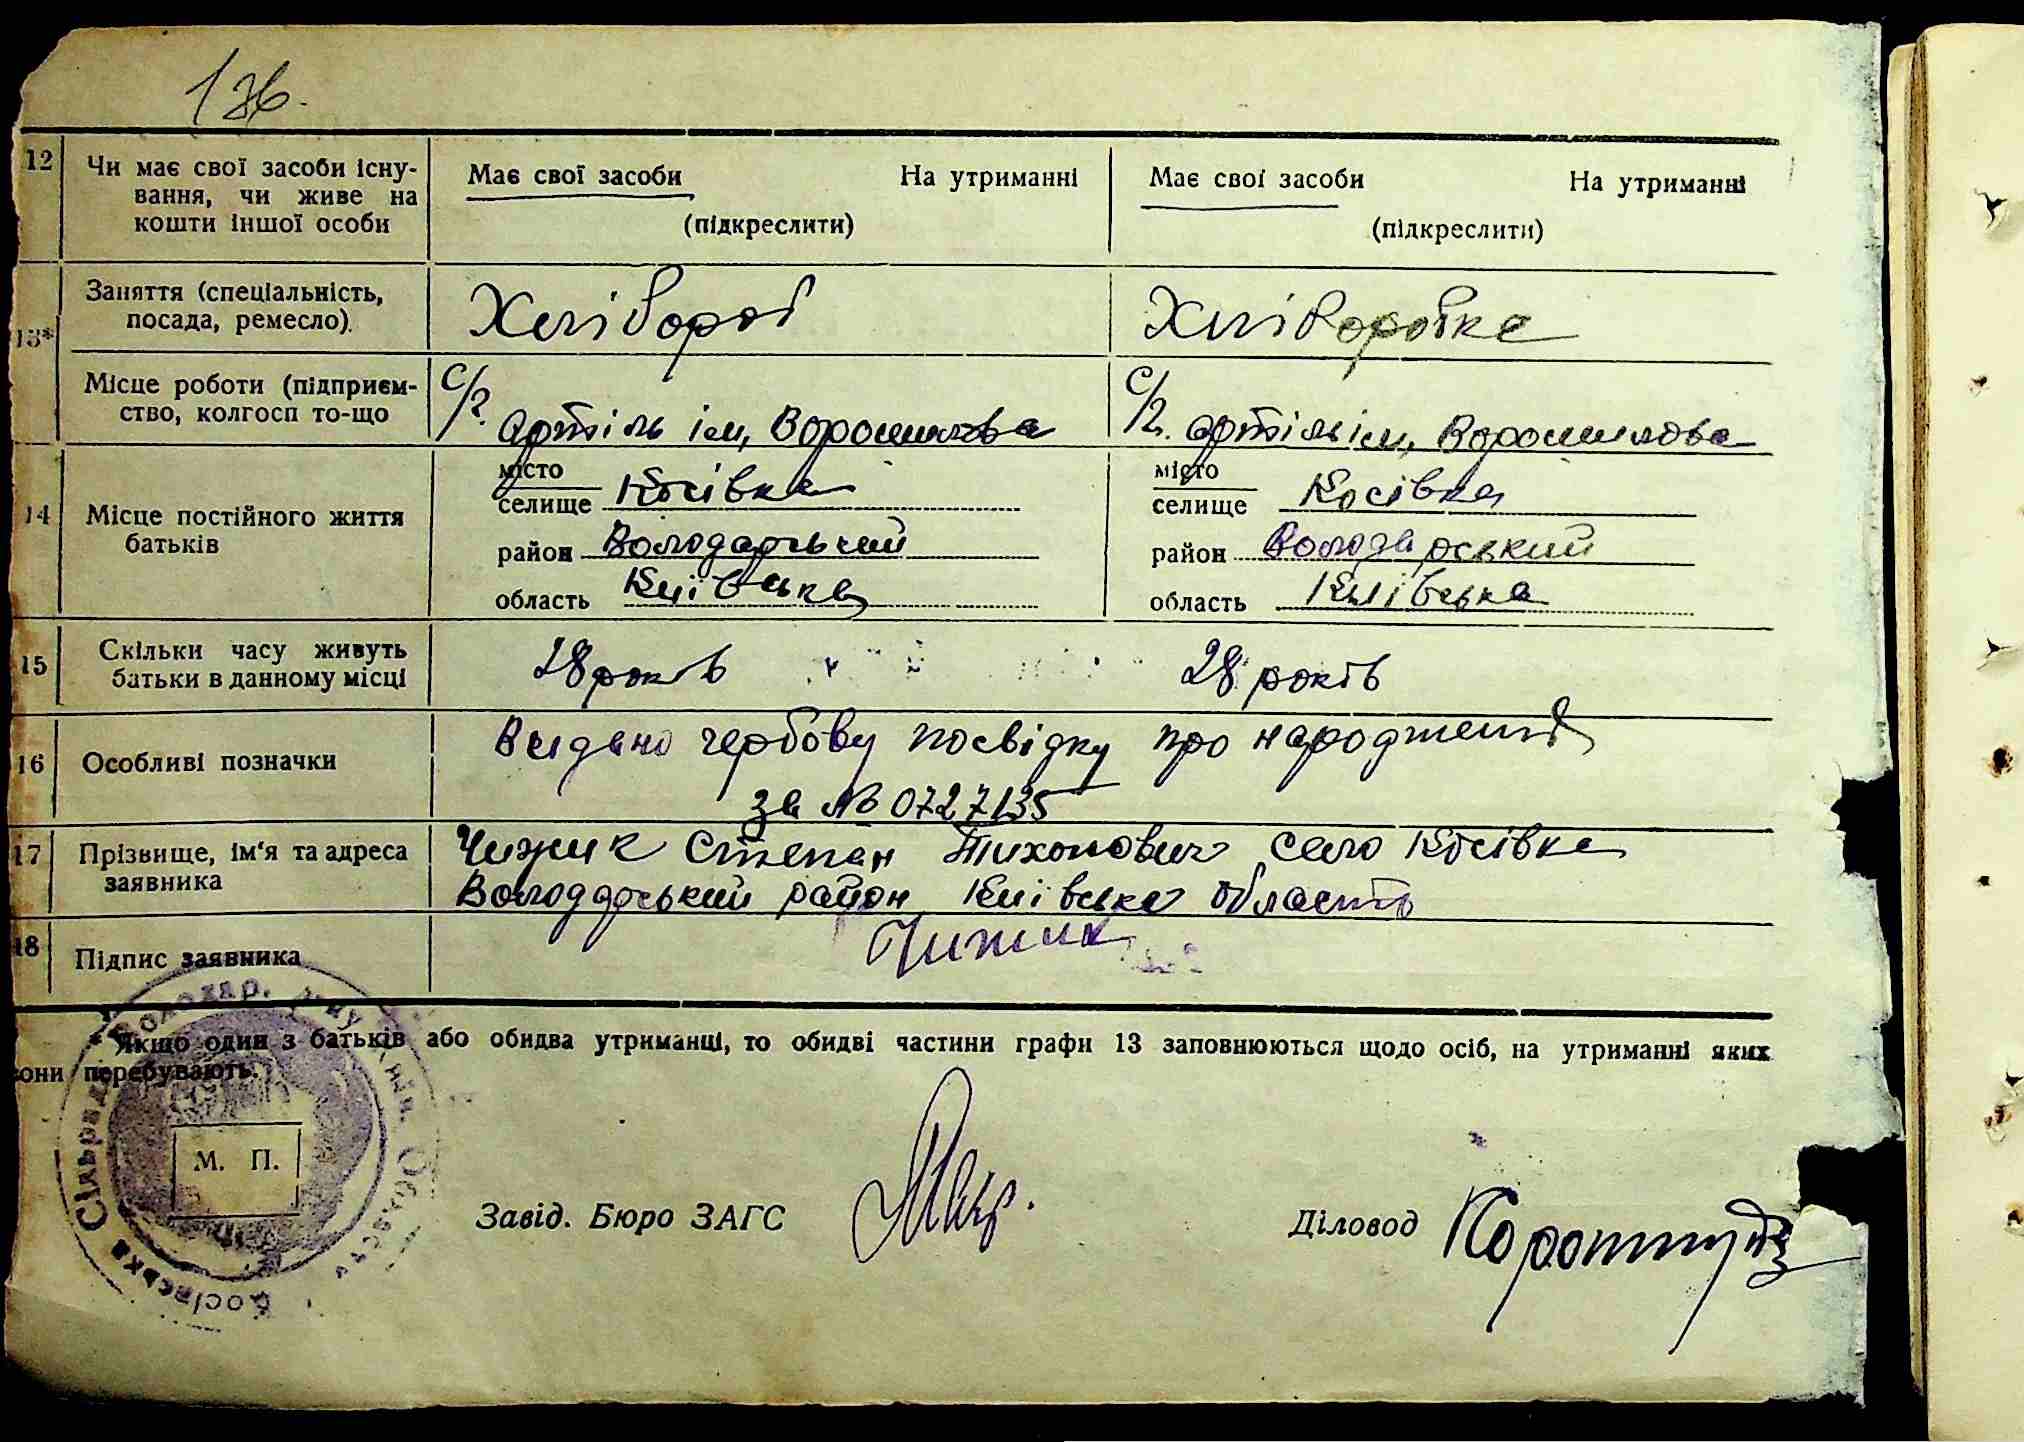 12 Чи має свої засоби існу-
вання, чи живе на
кошти іншої особи
Має свої засоби На утриманні
(підкреслити)
Має свої засоби На утриманні
(підкреслити)
13*
Заняття (спеціальність,
посада, ремесло)
Хлібороб
Хліборобка
Місце роботи (підприєм-
ство, колгосп то-що
С/г. артіль ім, Ворошилова
С/г. артіль ім, Ворошилова
14 Місце постійного життя
батьків
місто
селище Косівка
район Володарський
область Київська
місто
селище Косівка
район Володарський
область Київська
15 Скільки часу живуть
батьки в данному місці
28 років
28 років
16 Особливі позначки
Видано гербову посвідку про народження
за № 0727135
17 Прізвище, ім'я та адреса
заявника
Чижик Степан Тихонович село Косівка
Володарський район Київська область
18 Підпис заявника
Чижик
* Якщо один з батьків або обидва утриманці, то обидві частини графи 13 заповнюються щодо осіб, на утриманні яких
вони перебувають.
Косівська Сільрада Володар. р-ну Київ. Області
М. П.
Завід. Бюро ЗАГС
Діловод